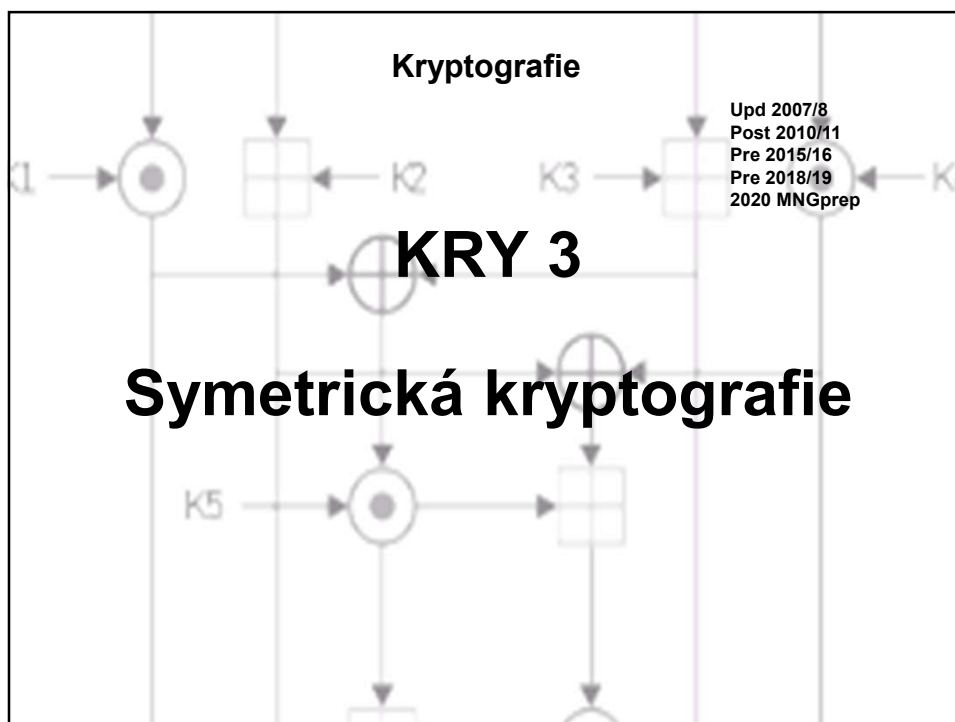 Kryptografie
Upd 2007/8
Post 2010/11
Pre 2015/16
Pre 2018/19
2020 MNGprep
K2
K3
KRY 3
Symetrická kryptografie
K5